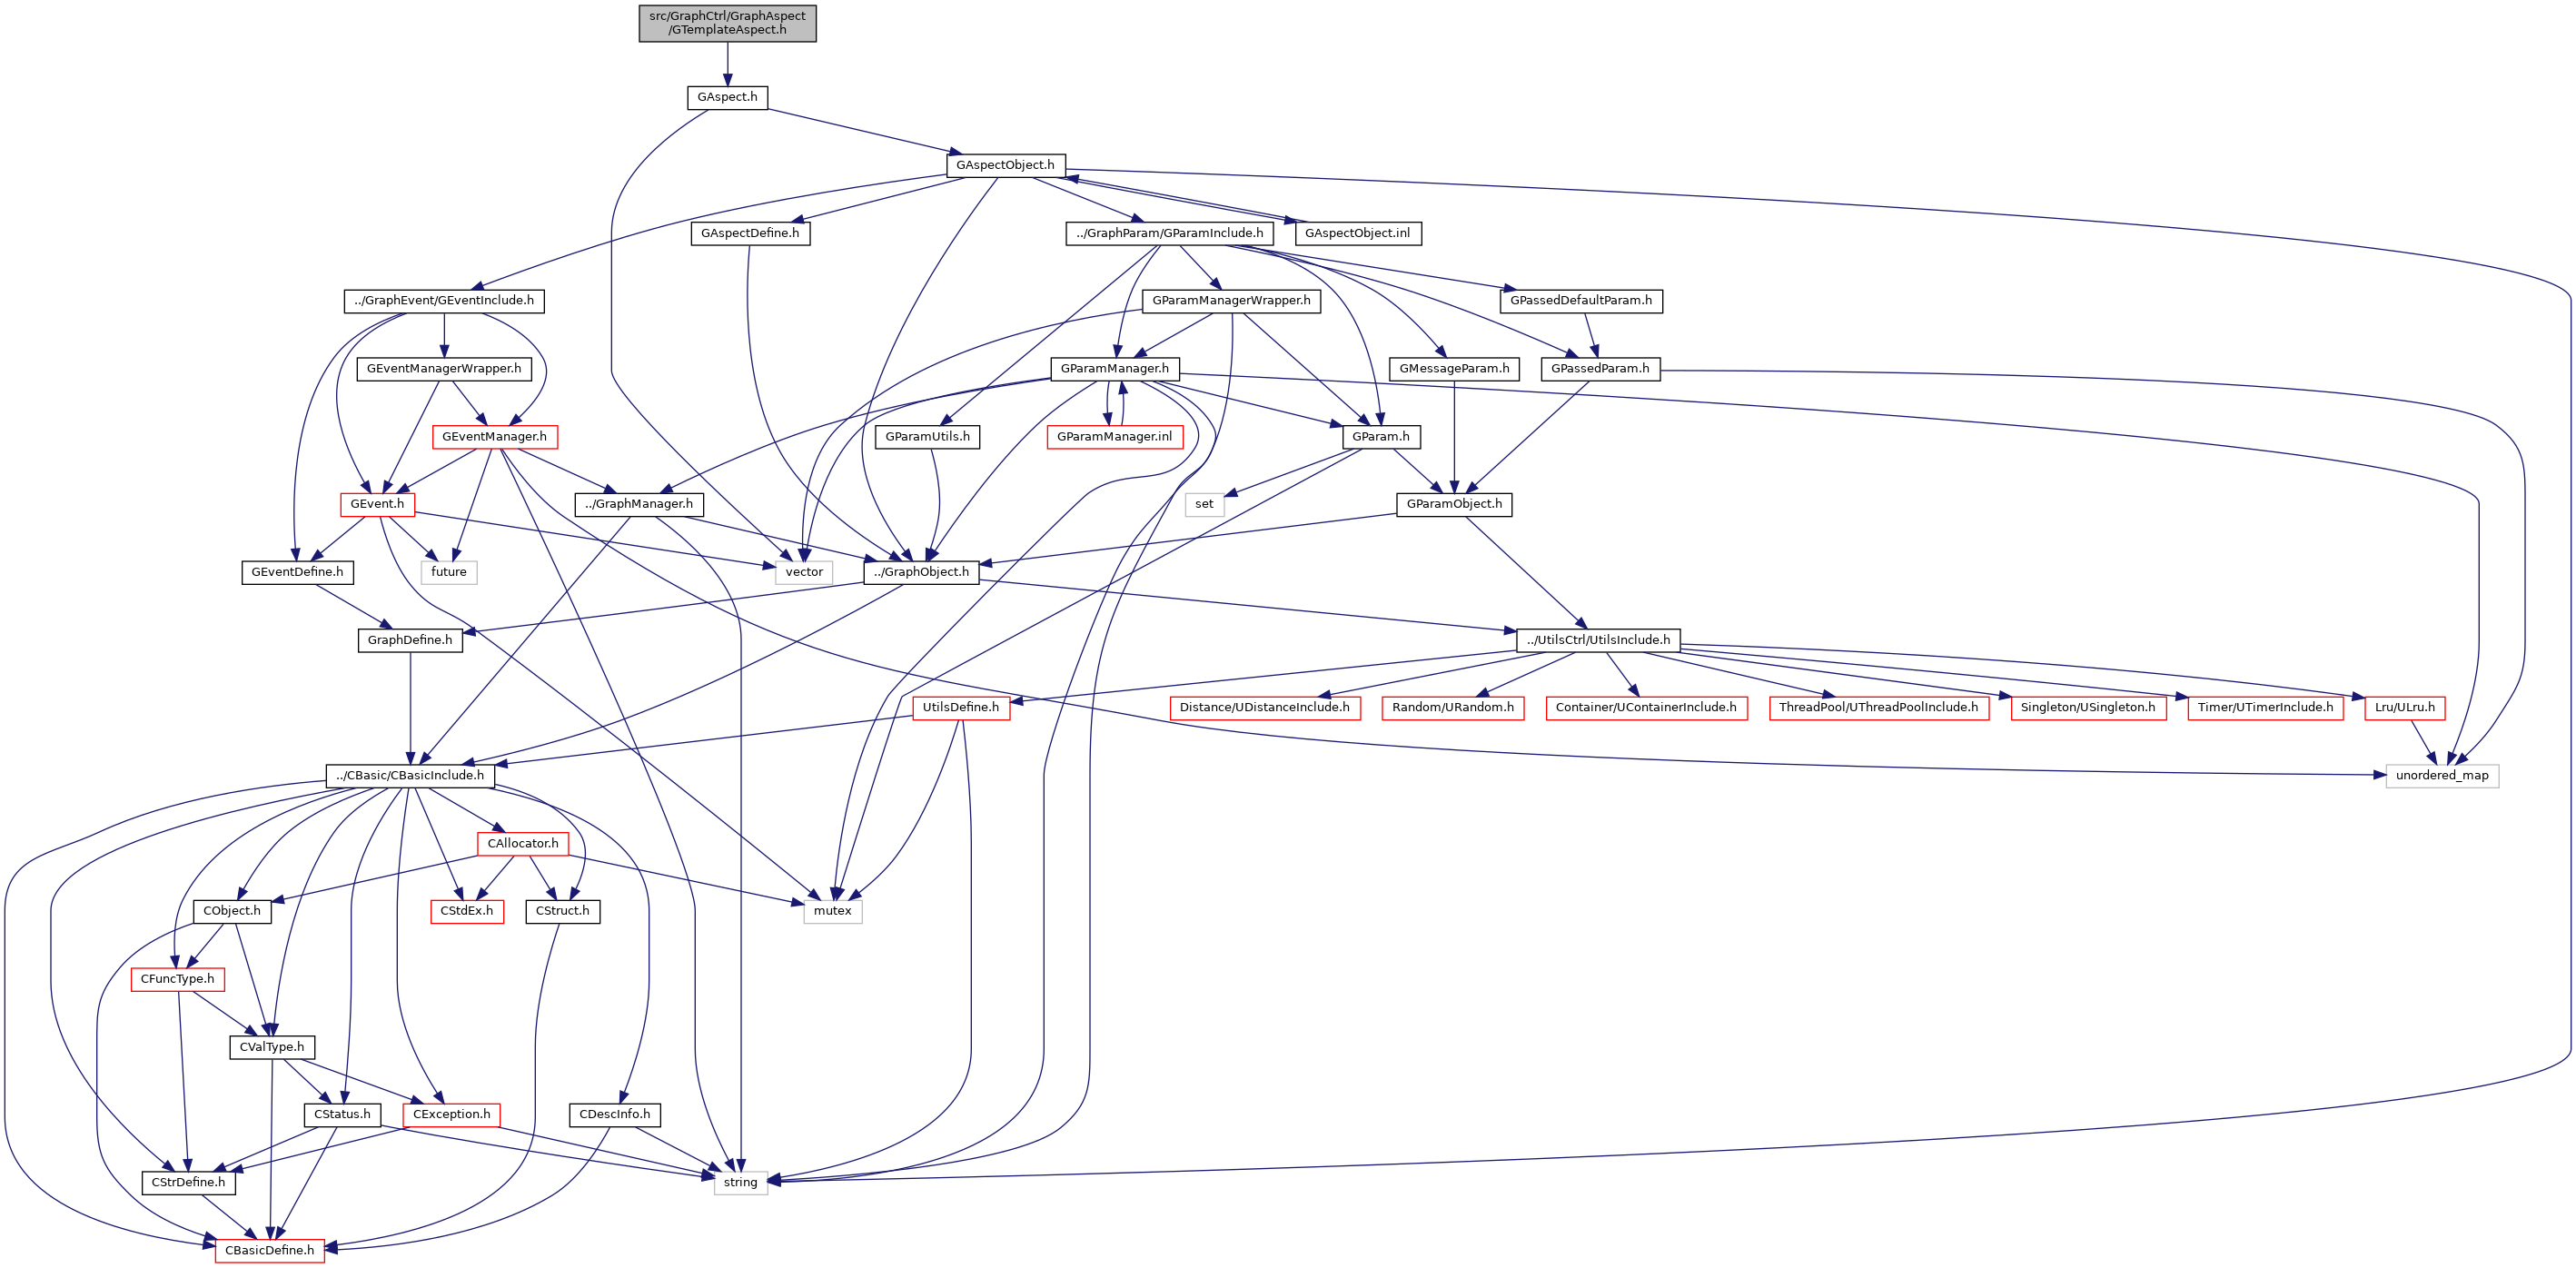 src/GraphCtrl/GraphAspect
/GTemplateAspect.h
GAspect.h
GAspectObject.h
GAspectDefine.h
../GraphParam/GParamInclude.h
GAspectObject.inl
../GraphEvent/GEventInclude.h
GParamManagerWrapper.h
GPassedDefaultParam.h
GEventManagerWrapper.h
GParamManager.h
GMessageParam.h
GPassedParam.h
GEventManager.h
GParamUtils.h
GParamManager.inl
GParam.h
GEvent.h
../GraphManager.h
set
GParamObject.h
GEventDefine.h
future
vector
../GraphObject.h
GraphDefine.h
../UtilsCtrl/UtilsInclude.h
UtilsDefine.h
Distance/UDistanceInclude.h
Random/URandom.h
Container/UContainerInclude.h
ThreadPool/UThreadPoolInclude.h
Singleton/USingleton.h
Timer/UTimerInclude.h
Lru/ULru.h
../CBasic/CBasicInclude.h
unordered_map
CAllocator.h
CObject.h
CStdEx.h
CStruct.h
mutex
CFuncType.h
CValType.h
CStatus.h
CException.h
CDescInfo.h
CStrDefine.h
string
CBasicDefine.h